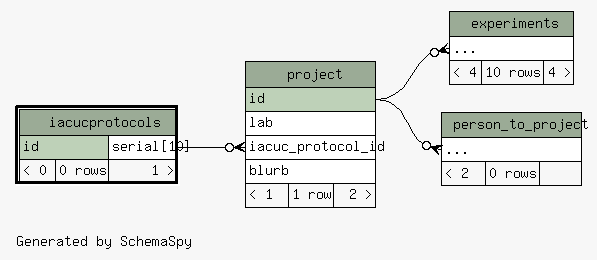 experiments
...
< 4 10 rows 4 >
project
id
lab
iacuc_protocol_id
blurb
< 1 1 row 2 >
iacucprotocols
id serial[10]
< 0 0 rows 1 >
person_to_project
...
< 2 0 rows
Generated by SchemaSpy